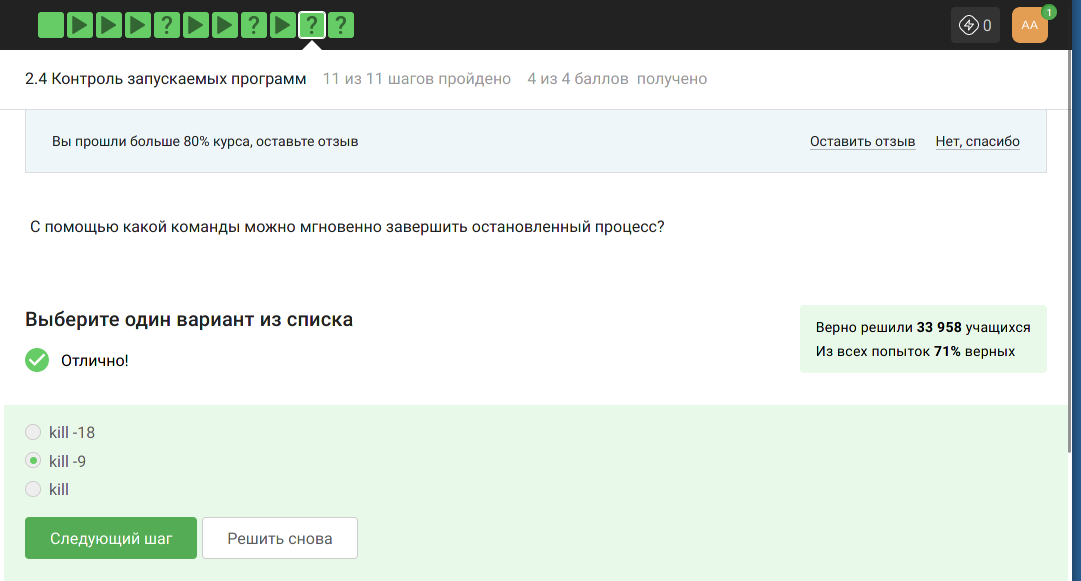 ? ? ? ?
0
AA
1
2.4 Контроль запускаемых программ 11 из 11 шагов пройдено 4 из 4 баллов получено
Вы прошли больше 80% курса, оставьте отзыв Оставить отзыв Нет, спасибо
С помощью какой команды можно мгновенно завершить остановленный процесс?
Выберите один вариант из списка
Верно решили 33 958 учащихся
Из всех попыток 71% верных
Отлично!
kill -18
kill -9
kill
Следующий шаг Решить снова